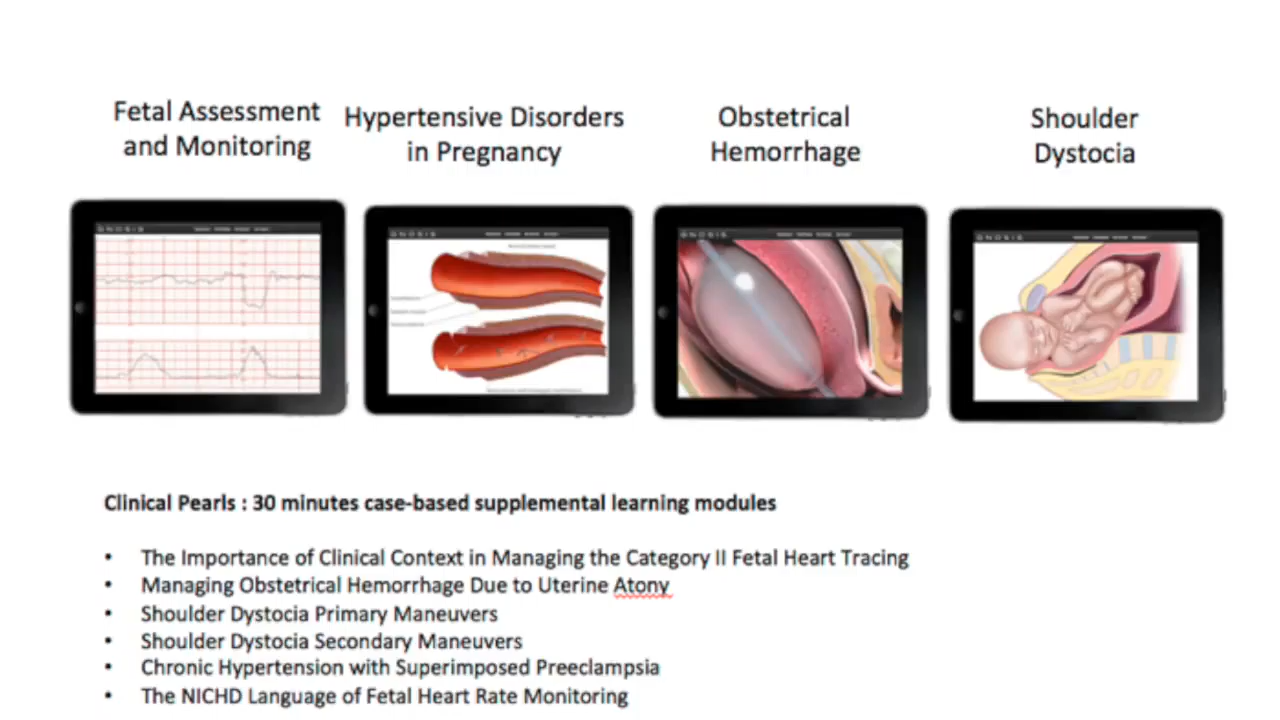 Fetal Assessment
and Monitoring
Hypertensive Disorders
in Pregnancy
Obstetrical
Hemorrhage
Shoulder
Dystocia
Clinical Pearls : 30 minutes case-based supplemental learning modules
• The Importance of Clinical Context in Managing the Category II Fetal Heart Tracing
• Managing Obstetrical Hemorrhage Due to Uterine Atony
• Shoulder Dystocia Primary Maneuvers
• Shoulder Dystocia Secondary Maneuvers
• Chronic Hypertension with Superimposed Preeclampsia
• The NICHD Language of Fetal Heart Rate Monitoring